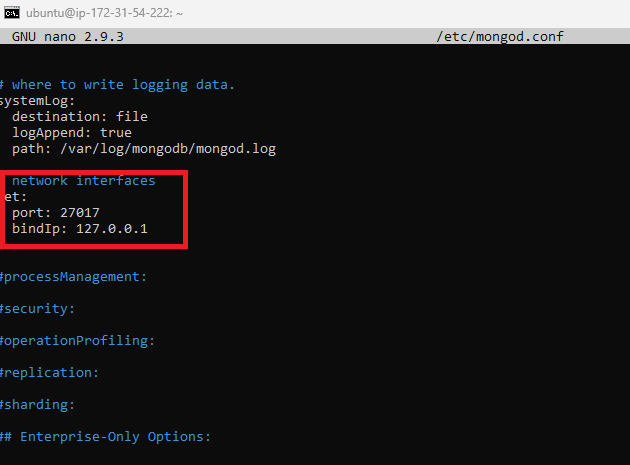 ubuntu@ip-172-31-54-222: ~
GNU nano 2.9.3 /etc/mongod.conf
# where to write logging data.
systemLog:
destination: file
logAppend: true
path: /var/log/mongodb/mongod.log
network interfaces
et:
port: 27017
bindIp: 127.0.0.1
#processManagement:
#security:
#operationProfiling:
#replication:
#sharding:
## Enterprise-Only Options: